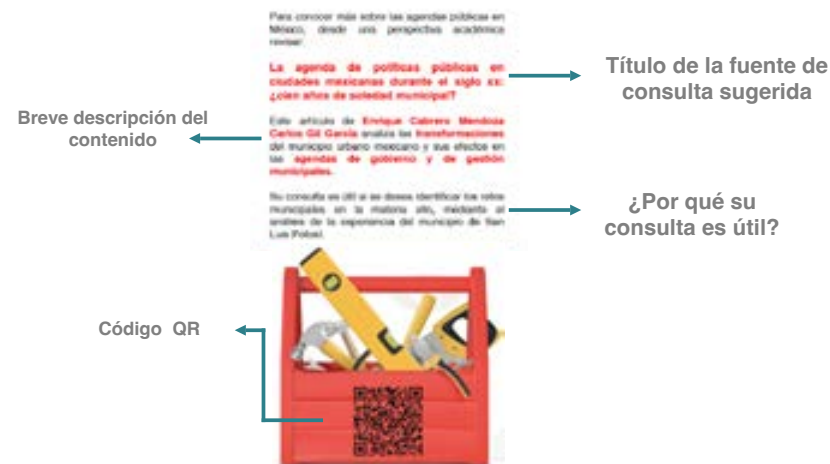 Para conocer más sobre las agendas públicas en
México, desde una perspectiva académica
revisar:
La agenda de políticas públicas en
ciudades mexicanas durante el siglo xx:
¿cien años de soledad municipal?
Título de la fuente de
consulta sugerida
Breve descripción del
contenido
Este artículo de Enrique Cabrero Mendoza
Carlos Gil García analiza las transformaciones
del municipio urbano mexicano y sus efectos en
las agendas de gobierno y de gestión
municipales.
Su consulta es útil si se desea identificar los retos
municipales en la materia año, mediante el
análisis de la experiencia del municipio de San
Luis Potosí.
¿Por qué su
consulta es útil?
Código QR